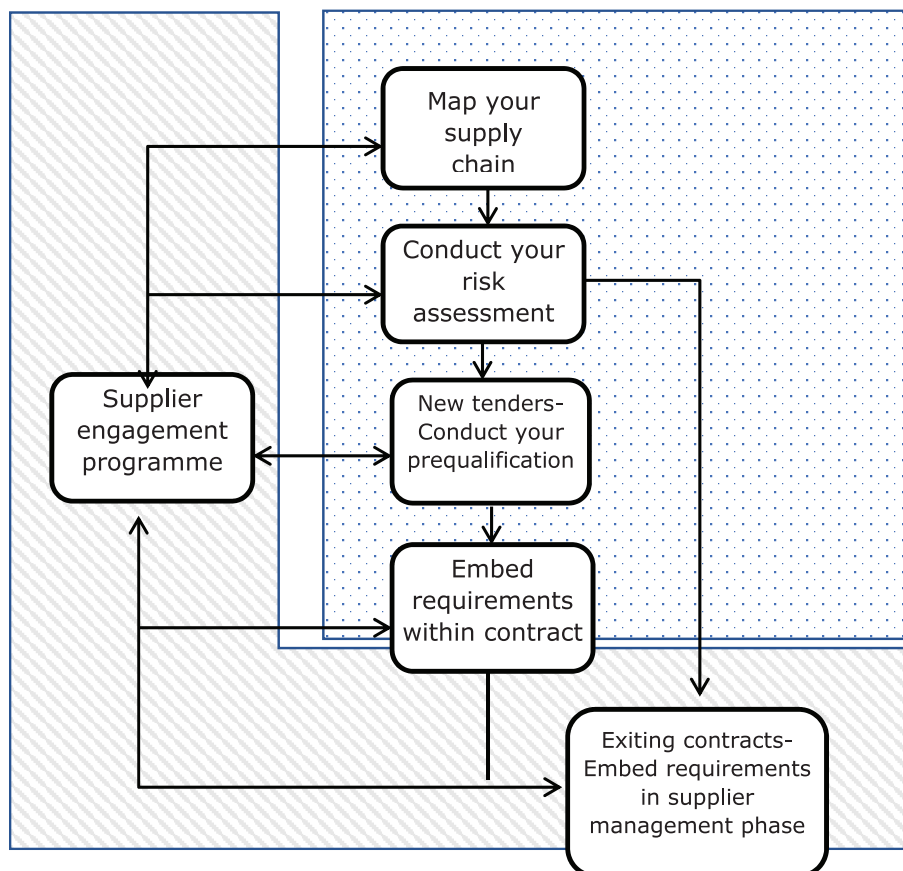 Map your
supply
chain
Conduct your
risk
assessment
Supplier
engagement
programme
New tenders-
Conduct your
prequalification
Embed
requirements
within contract
Exiting contracts-
Embed requirements
in supplier
management phase